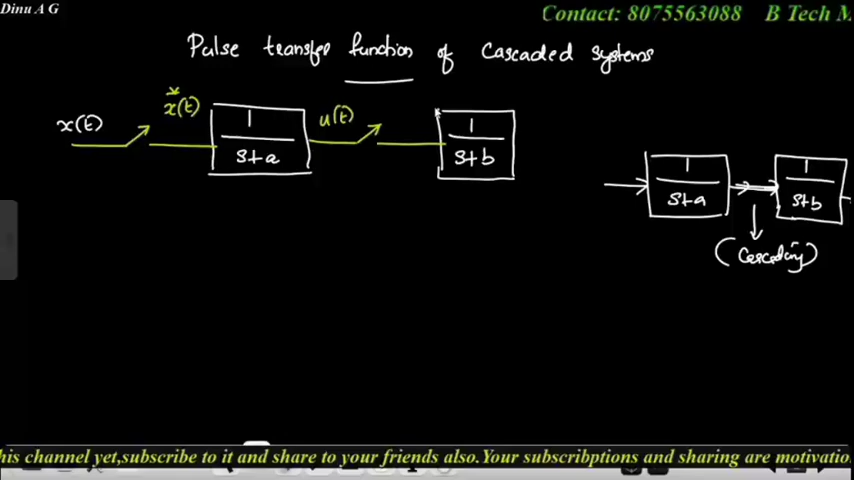 Dinu A G
Contact: 8075563088 B Tech M
Pulse transfer function of Cascaded systems
x(t)
x*(t)
1
s+a
u(t)
1
s+b
1
s+a
1
s+b
(Cascading)
his channel yet,subscribe to it and share to your friends also.Your subscribptions and sharing are motivatio